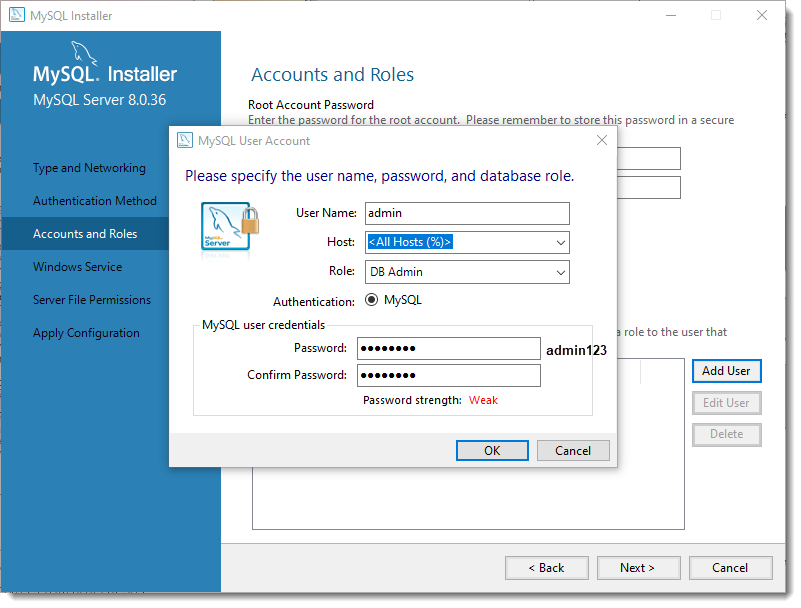 MySQL Installer
MySQL® Installer
MySQL Server 8.0.36
Type and Networking
Authentication Method
Accounts and Roles
Windows Service
Server File Permissions
Apply Configuration
Accounts and Roles
Root Account Password
Enter the password for the root account. Please remember to store this password in a secure
MySQL User Account
Please specify the user name, password, and database role.
MySQL
Server
User Name: admin
Host: <All Hosts (%)>
Role: DB Admin
Authentication: MySQL
MySQL user credentials
Password: ●●●●●●●● admin123
Confirm Password: ●●●●●●●●
Password strength: Weak
OK Cancel
a role to the user that
Add User
Edit User
Delete
< Back Next > Cancel